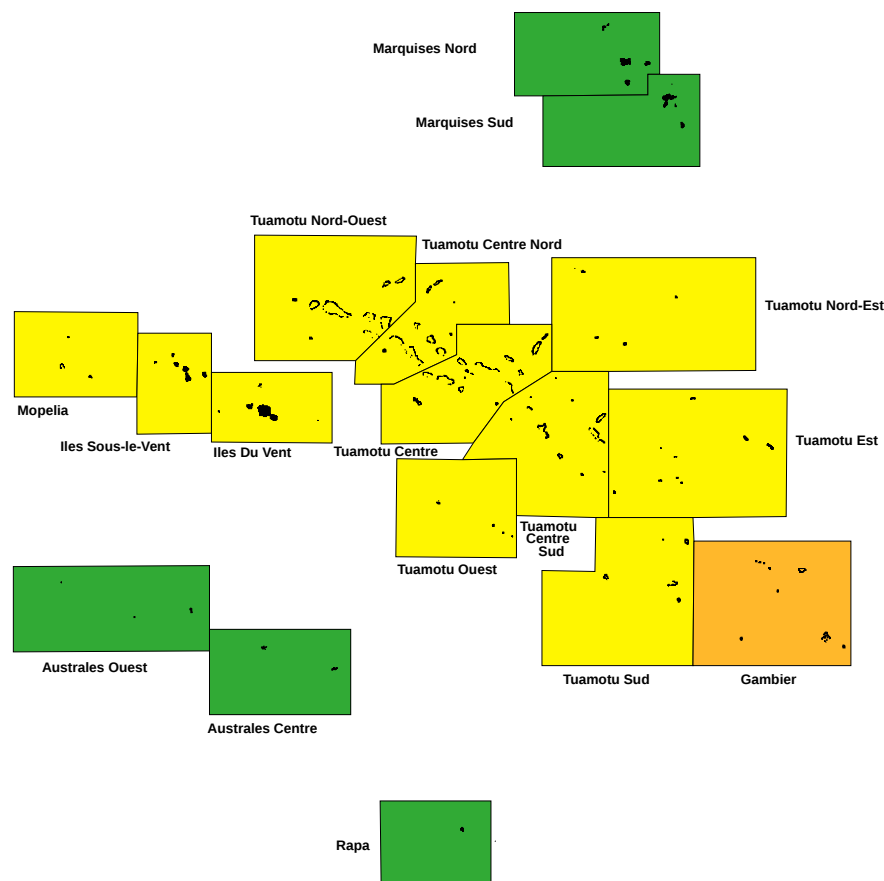 Marquises Nord
Marquises Sud
Tuamotu Nord-Ouest
Tuamotu Centre Nord
Tuamotu Nord-Est
Mopelia
Iles Sous-le-Vent
Iles Du Vent
Tuamotu Centre
Tuamotu Est
Tuamotu
Centre
Sud
Tuamotu Ouest
Australes Ouest
Tuamotu Sud
Gambier
Australes Centre
Rapa